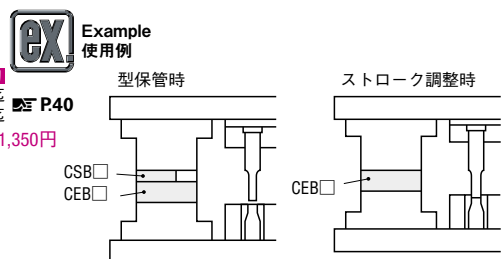 ex.
Example
使用例
P.40
1,350円
型保管時
ストローク調整時
CSB□
CEB□
CEB□